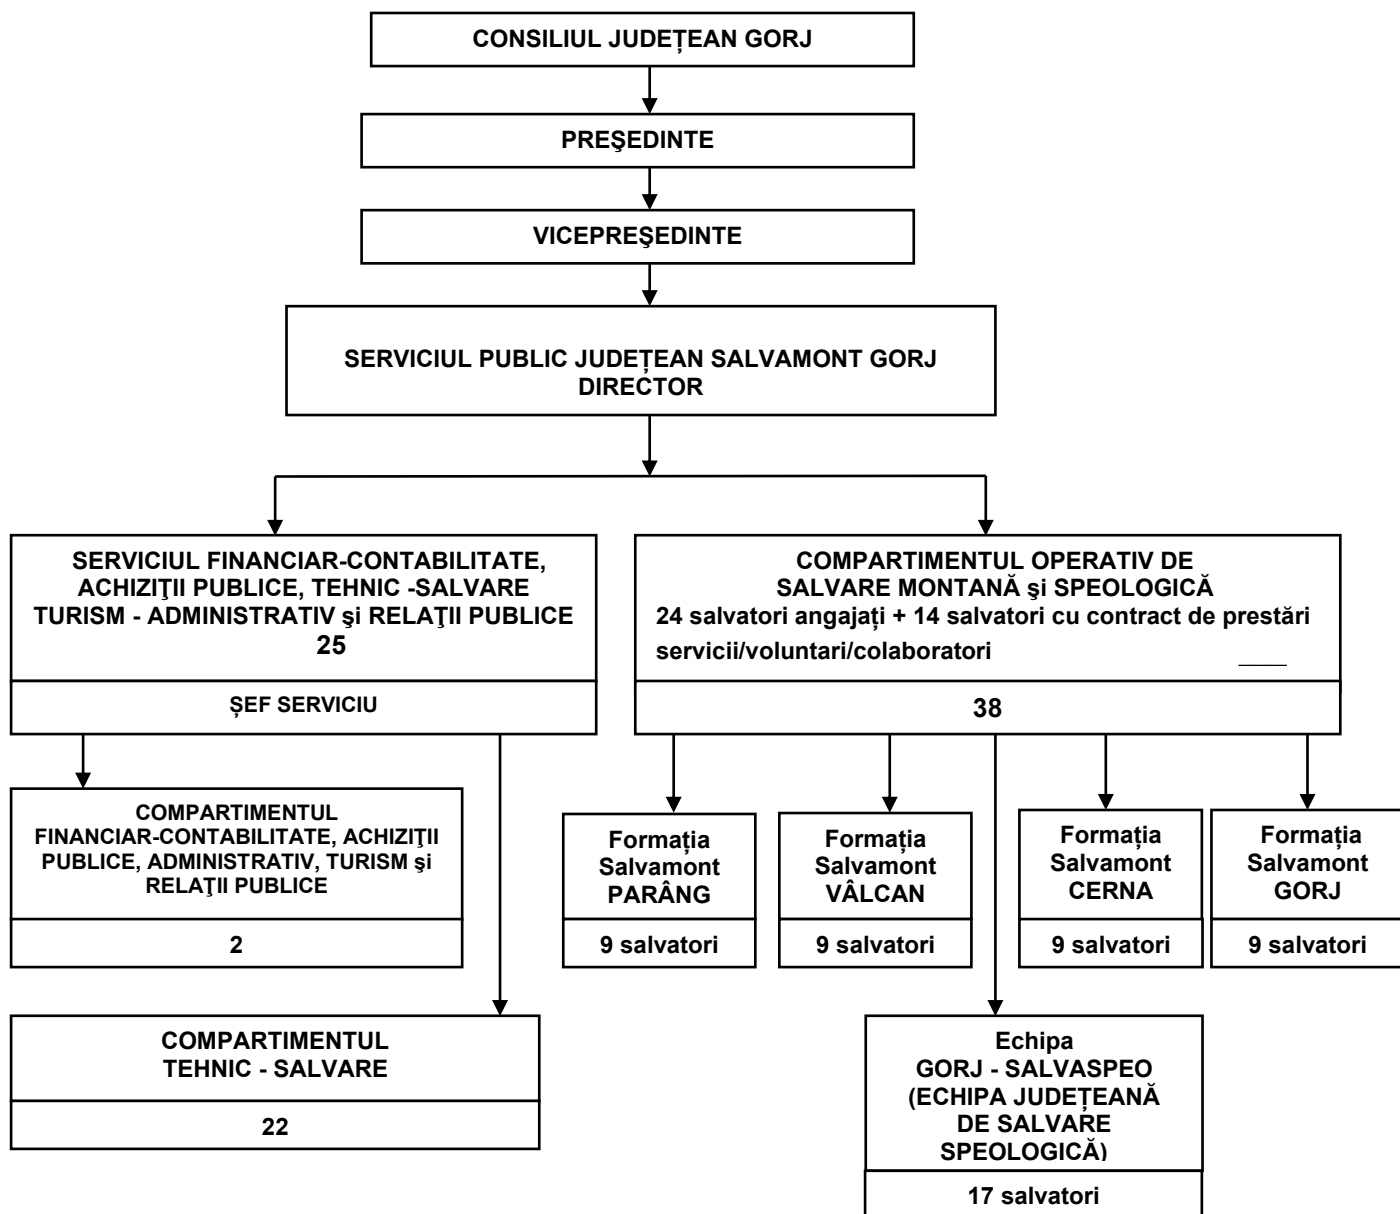 CONSILIUL JUDEȚEAN GORJ
PREŞEDINTE
VICEPREŞEDINTE
SERVICIUL PUBLIC JUDEȚEAN SALVAMONT GORJ
DIRECTOR
SERVICIUL FINANCIAR-CONTABILITATE,
ACHIZIŢII PUBLICE, TEHNIC -SALVARE
TURISM - ADMINISTRATIV şi RELAŢII PUBLICE
25
ȘEF SERVICIU
COMPARTIMENTUL OPERATIV DE
SALVARE MONTANĂ şi SPEOLOGICĂ
24 salvatori angajați + 14 salvatori cu contract de prestări
servicii/voluntari/colaboratori
38
COMPARTIMENTUL
FINANCIAR-CONTABILITATE, ACHIZIŢII
PUBLICE, ADMINISTRATIV, TURISM şi
RELAŢII PUBLICE
2
Formația
Salvamont
PARÂNG
9 salvatori
Formația
Salvamont
VÂLCAN
9 salvatori
Formația
Salvamont
CERNA
9 salvatori
Formația
Salvamont
GORJ
9 salvatori
COMPARTIMENTUL
TEHNIC - SALVARE
22
Echipa
GORJ - SALVASPEO
(ECHIPA JUDEȚEANĂ
DE SALVARE
SPEOLOGICĂ)
17 salvatori